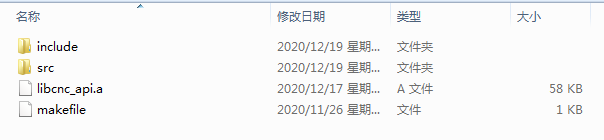 名称 修改日期 类型 大小
include 2020/12/19 星期... 文件夹
src 2020/12/19 星期... 文件夹
libcnc_api.a 2020/12/17 星期... A 文件 58 KB
makefile 2020/11/26 星期... 文件 1 KB